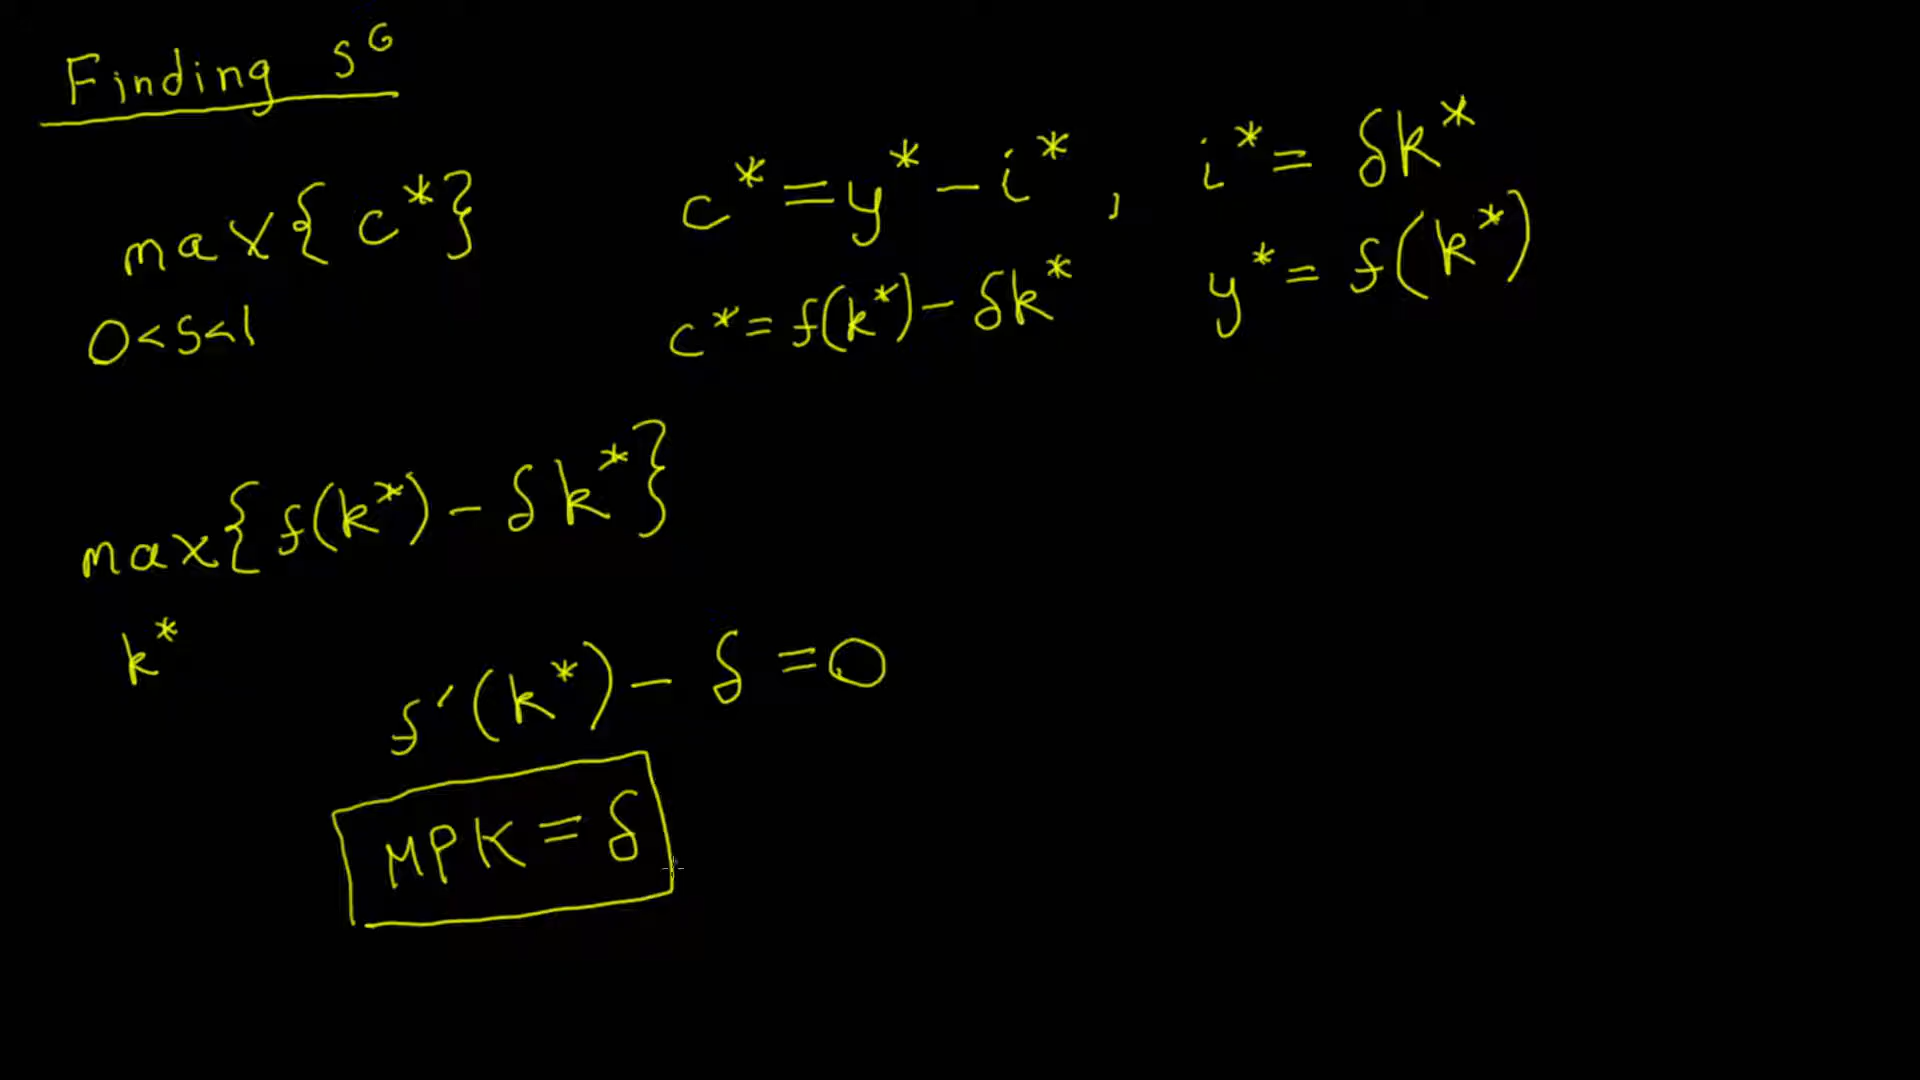 Finding s^G
max{c*}
0<s<1
c* = y* - i* , i* = δk*
c* = f(k*) - δk*
y* = f(k*)
max{f(k*) - δk*}
k*
f'(k*) - δ = 0
MPK = δ